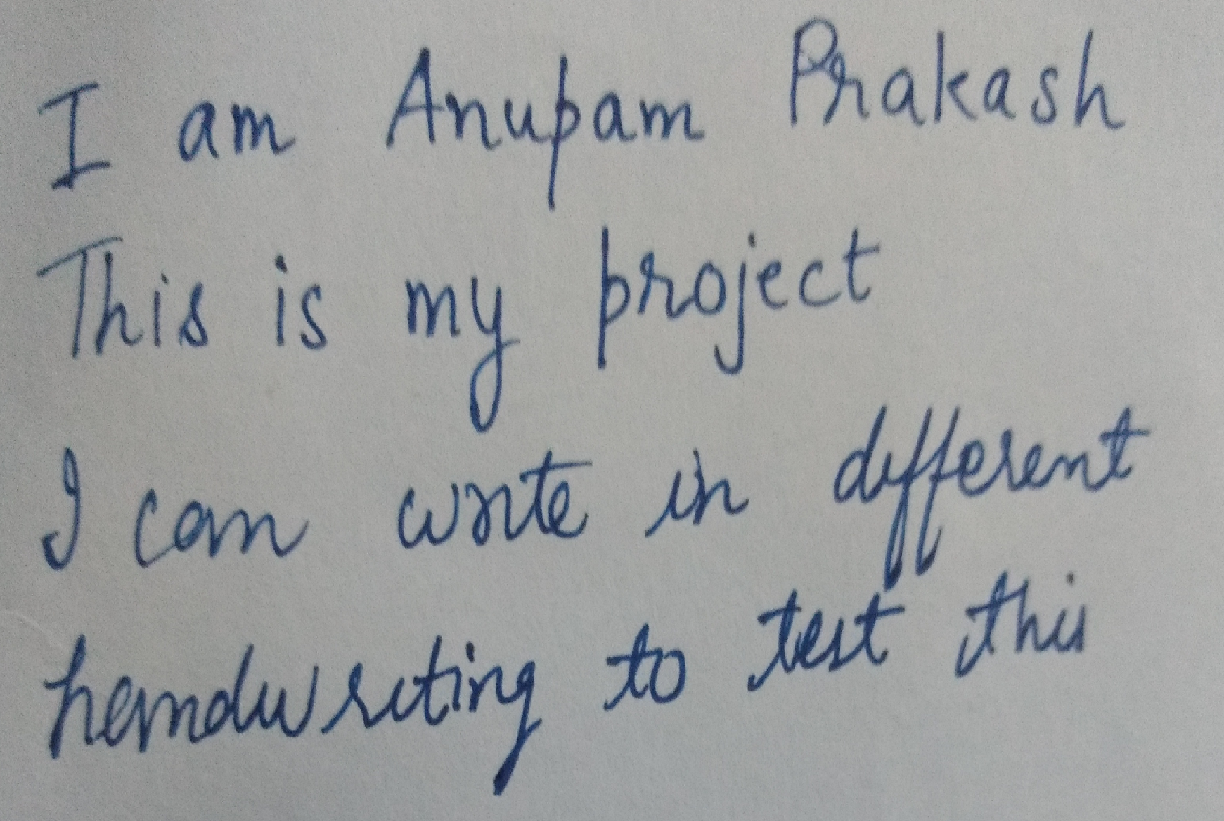 I am Anupam Prakash
This is my project
I can write in different
handwriting to test this